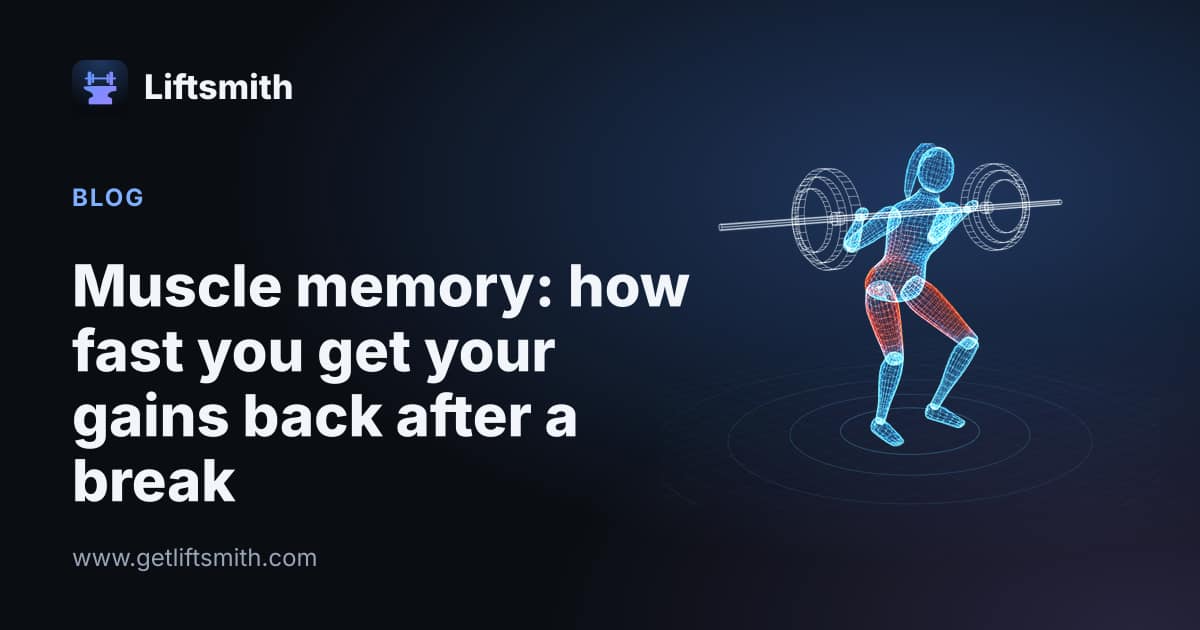 Liftsmith
BLOG
Muscle memory: how
fast you get your
gains back after a
break
www.getliftsmith.com